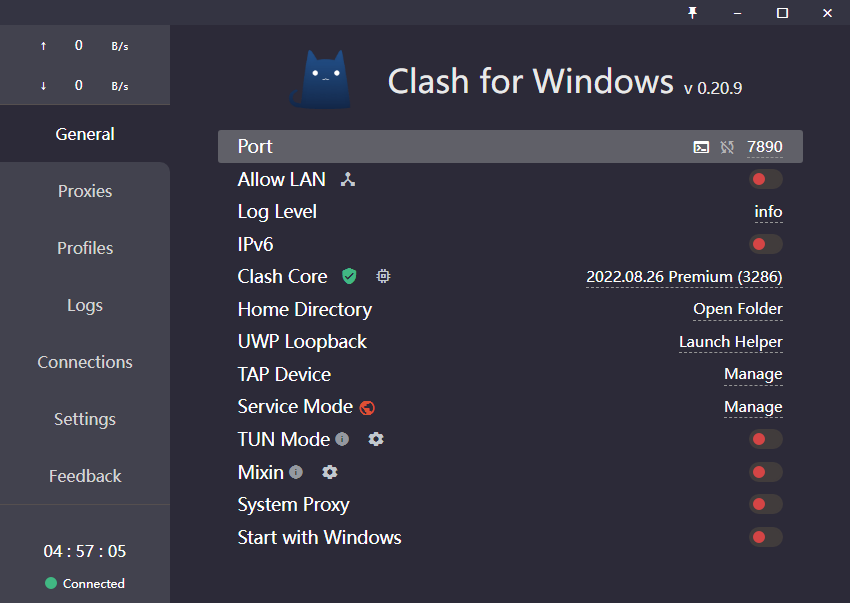 ↑ 0 B/s
↓ 0 B/s
General
Proxies
Profiles
Logs
Connections
Settings
Feedback
04 : 57 : 05
Connected
Clash for Windows v 0.20.9
Port 7890
Allow LAN
Log Level info
IPv6
Clash Core 2022.08.26 Premium (3286)
Home Directory Open Folder
UWP Loopback Launch Helper
TAP Device Manage
Service Mode Manage
TUN Mode
Mixin
System Proxy
Start with Windows